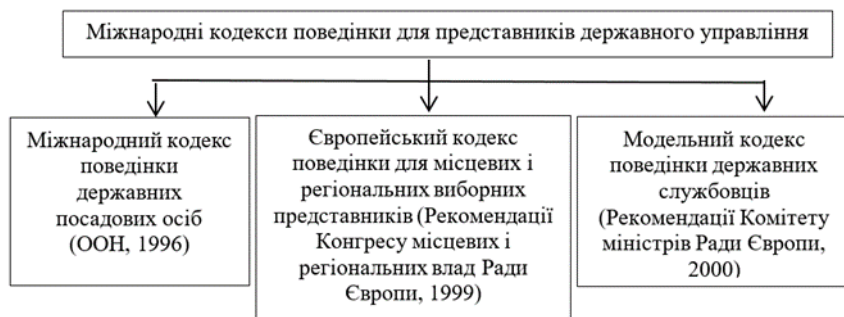 Міжнародні кодекси поведінки для представників державного управління
Міжнародний кодекс
поведінки
державних
посадових осіб
(ООН, 1996)
Європейський кодекс
поведінки для місцевих і
регіональних виборних
представників (Рекомендації
Конгресу місцевих і
регіональних влад Ради
Європи, 1999)
Модельний кодекс
поведінки державних
службовців
(Рекомендації Комітету
міністрів Ради Європи,
2000)